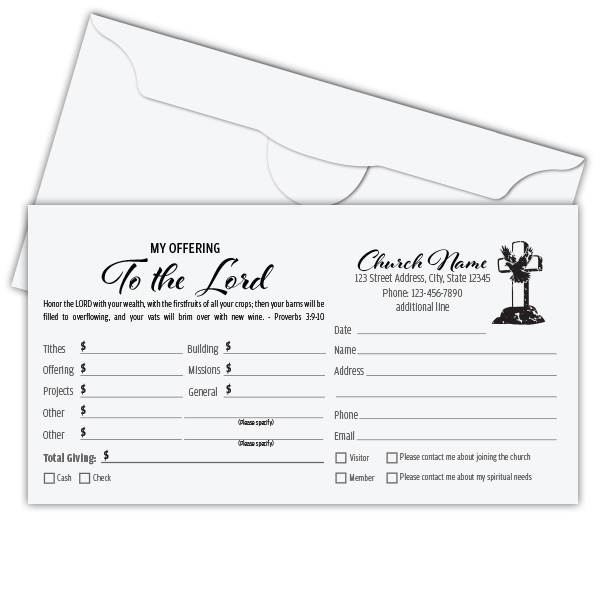 MY OFFERING
To the Lord
Honor the LORD with your wealth, with the firstfruits of all your crops; then your barns will be
filled to overflowing, and your vats will brim over with new wine. - Proverbs 3:9-10
Tithes $ Building $
Offering $ Missions $
Projects $ General $
Other $
(Please specify)
Other $
(Please specify)
Total Giving: $
Cash Check
Church Name
123 Street Address, City, State 12345
Phone: 123-456-7890
additional line
Date
Name
Address
Phone
Email
Visitor Please contact me about joining the church
Member Please contact me about my spiritual needs